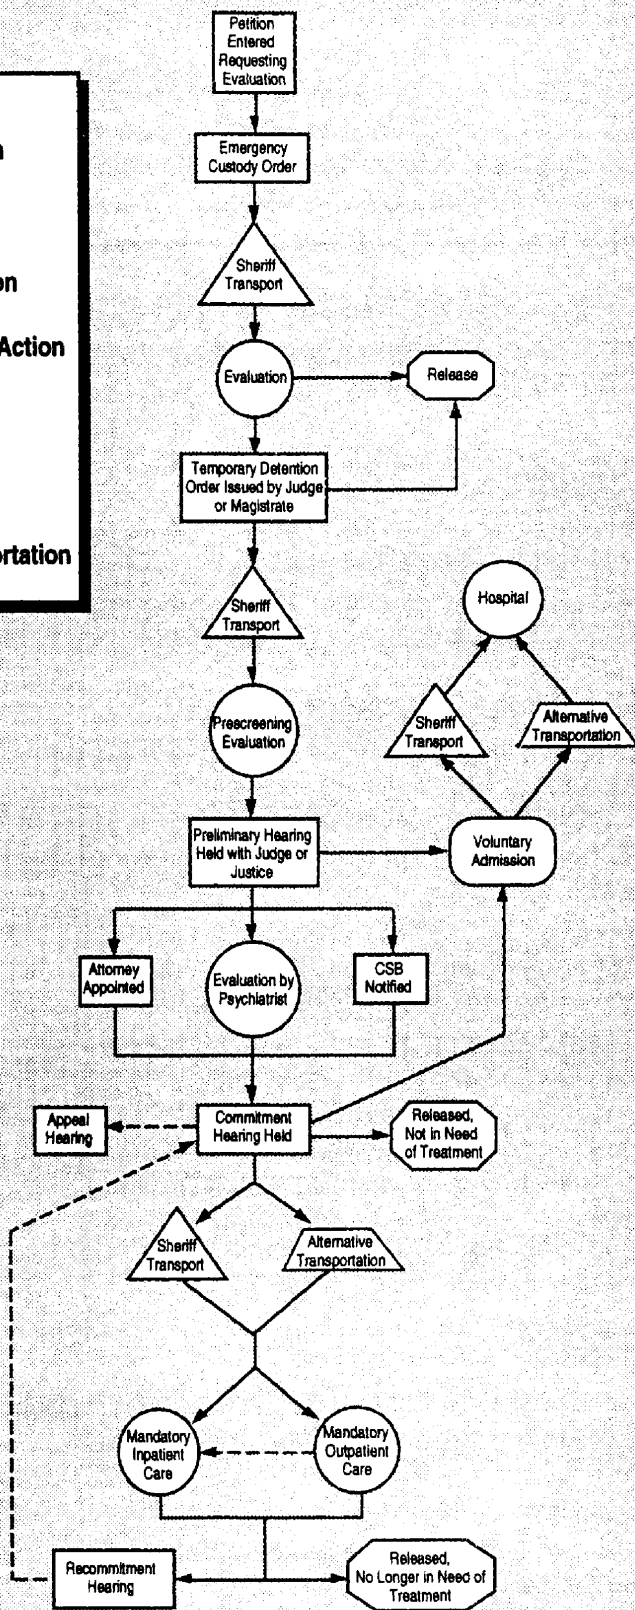 Petition
Entered
Requesting
Evaluation
Emergency
Custody Order
Action
Sheriff
Transport
Evaluation
Release
Temporary Detention
Order Issued by Judge
or Magistrate
Sheriff
Transport
Hospital
Prescreening
Evaluation
Sheriff
Transport
Alternative
Transportation
Preliminary Hearing
Held with Judge or
Justice
Voluntary
Admission
Attorney
Appointed
Evaluation by
Psychiatrist
CSB
Notified
Appeal
Hearing
Commitment
Hearing Held
Released,
Not in Need
of Treatment
Sheriff
Transport
Alternative
Transportation
Mandatory
Inpatient
Care
Mandatory
Outpatient
Care
Recommitment
Hearing
Released,
No Longer in Need of
Treatment